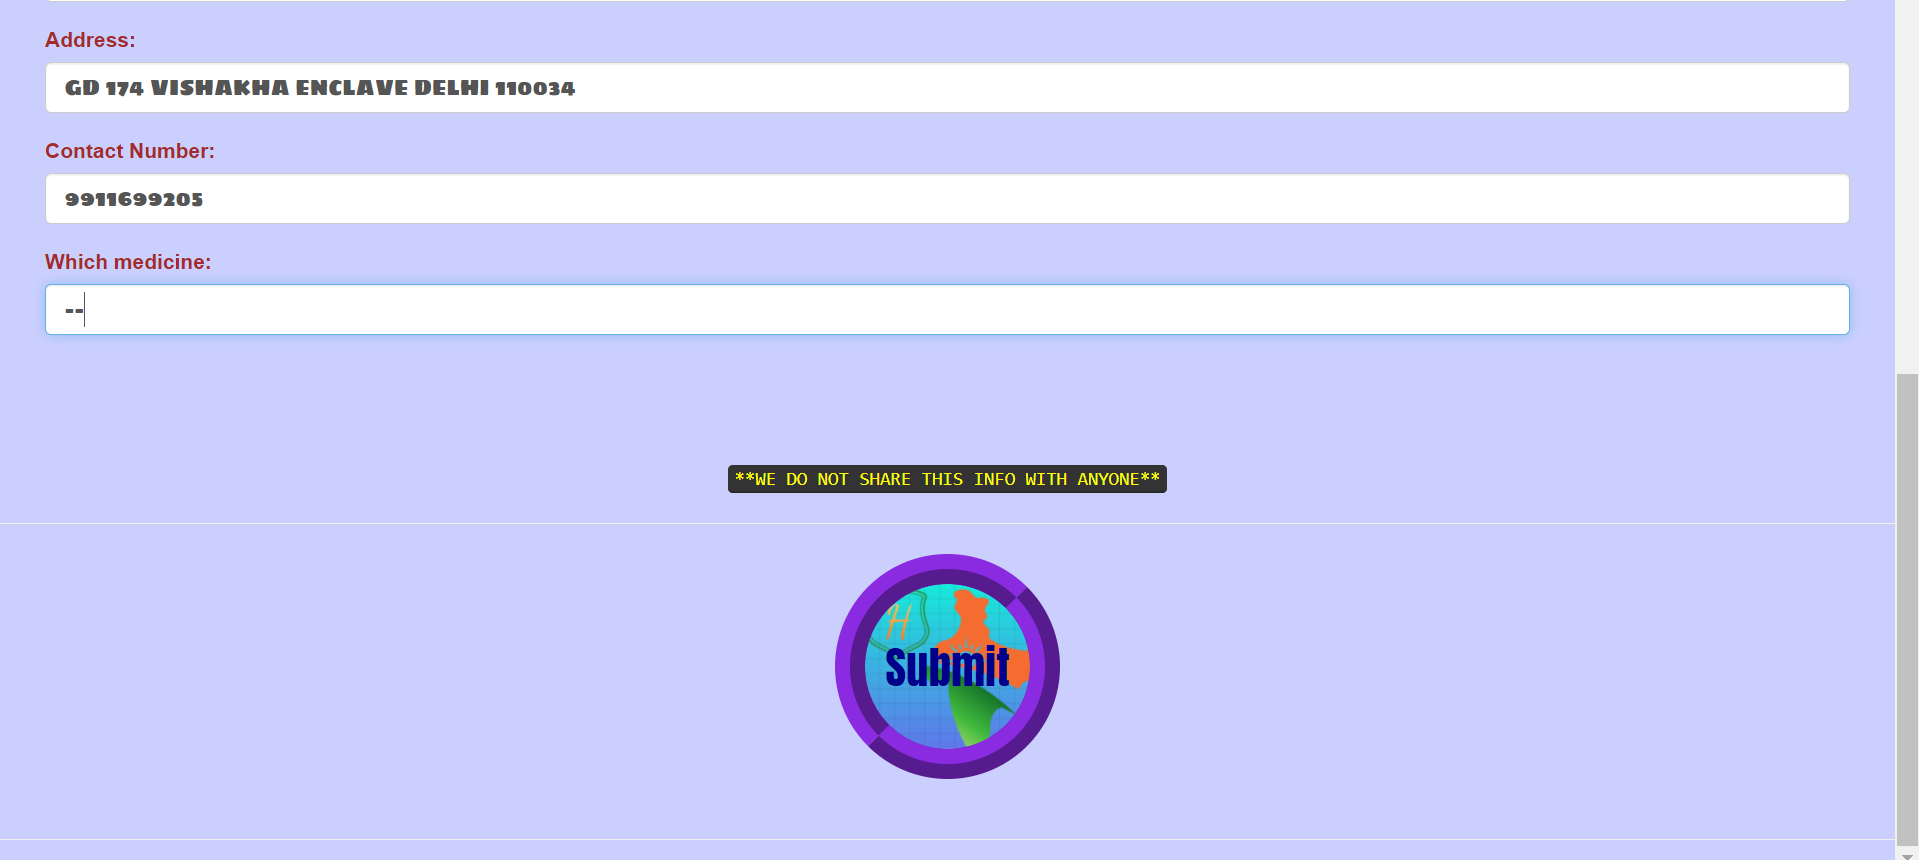 Address:
GD 174 VISHAKHA ENCLAVE DELHI 110034
Contact Number:
9911699205
Which medicine:
--
**WE DO NOT SHARE THIS INFO WITH ANYONE**
H
Submit